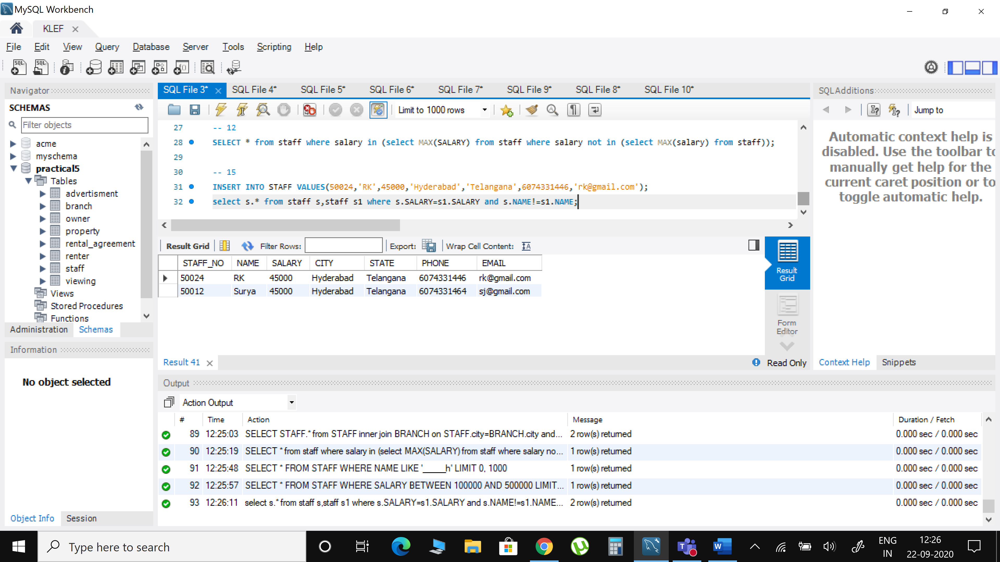 MySQL Workbench
KLEF
File Edit View Query Database Server Tools Scripting Help
Navigator
SCHEMAS
Filter objects
acme
myschema
practical5
Tables
advertisment
branch
owner
property
rental_agreement
renter
staff
viewing
Views
Stored Procedures
Functions
Administration Schemas
Information
No object selected
Object Info Session
SQL File 3* SQL File 4* SQL File 5* SQL File 6* SQL File 7* SQL File 9* SQL File 8* SQL File 10*
Limit to 1000 rows
27 -- 12
28 SELECT * from staff where salary in (select MAX(SALARY) from staff where salary not in (select MAX(salary) from staff));
29
30 -- 15
31 INSERT INTO STAFF VALUES(50024,'RK',45000,'Hyderabad','Telangana',6074331446,'rk@gmail.com');
32 select s.* from staff s,staff s1 where s.SALARY=s1.SALARY and s.NAME!=s1.NAME;
Result Grid Filter Rows: Export: Wrap Cell Content:
STAFF_NO NAME SALARY CITY STATE PHONE EMAIL
50024 RK 45000 Hyderabad Telangana 6074331446 rk@gmail.com
50012 Surya 45000 Hyderabad Telangana 6074331464 sj@gmail.com
Result
Grid
Form
Editor
Result 41
Read Only
SQLAdditions
Jump to
Automatic context help is
disabled. Use the toolbar to
manually get help for the
current caret position or to
toggle automatic help.
Context Help Snippets
Output
Action Output
# Time Action Message Duration / Fetch
89 12:25:03 SELECT STAFF.* from STAFF inner join BRANCH on STAFF.city=BRANCH.city and... 2 row(s) returned 0.000 sec / 0.000 sec
90 12:25:19 SELECT * from staff where salary in (select MAX(SALARY) from staff where salary no... 1 row(s) returned 0.000 sec / 0.000 sec
91 12:25:48 SELECT * FROM STAFF WHERE NAME LIKE '_____h' LIMIT 0, 1000 1 row(s) returned 0.000 sec / 0.000 sec
92 12:25:57 SELECT * FROM STAFF WHERE SALARY BETWEEN 100000 AND 500000 LIMIT... 1 row(s) returned 0.000 sec / 0.000 sec
93 12:26:11 select s.* from staff s,staff s1 where s.SALARY=s1.SALARY and s.NAME!=s1.NAME... 2 row(s) returned 0.000 sec / 0.000 sec
Type here to search
ENG
IN
12:26
22-09-2020